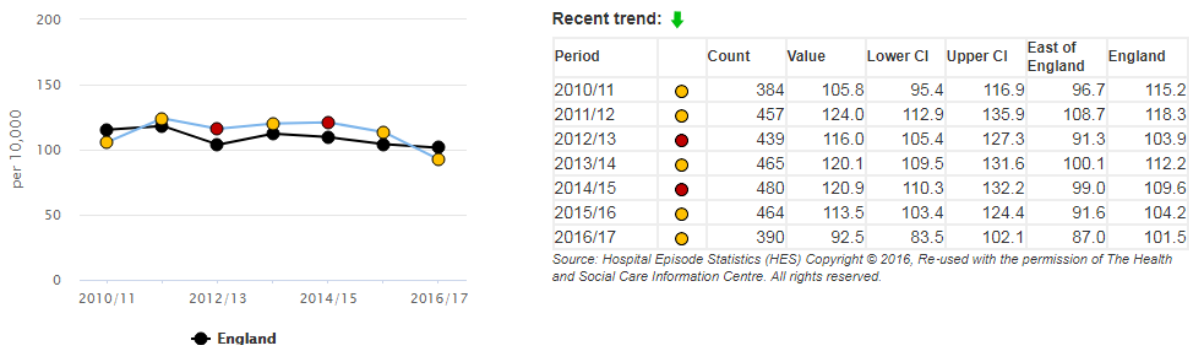 200
150
100
50
0
per 10,000
2010/11 2012/13 2014/15 2016/17
England
Recent trend:
Period Count Value Lower CI Upper CI East of England England
2010/11 384 105.8 95.4 116.9 96.7 115.2
2011/12 457 124.0 112.9 135.9 108.7 118.3
2012/13 439 116.0 105.4 127.3 91.3 103.9
2013/14 465 120.1 109.5 131.6 100.1 112.2
2014/15 480 120.9 110.3 132.2 99.0 109.6
2015/16 464 113.5 103.4 124.4 91.6 104.2
2016/17 390 92.5 83.5 102.1 87.0 101.5
Source: Hospital Episode Statistics (HES) Copyright © 2016, Re-used with the permission of The Health
and Social Care Information Centre. All rights reserved.